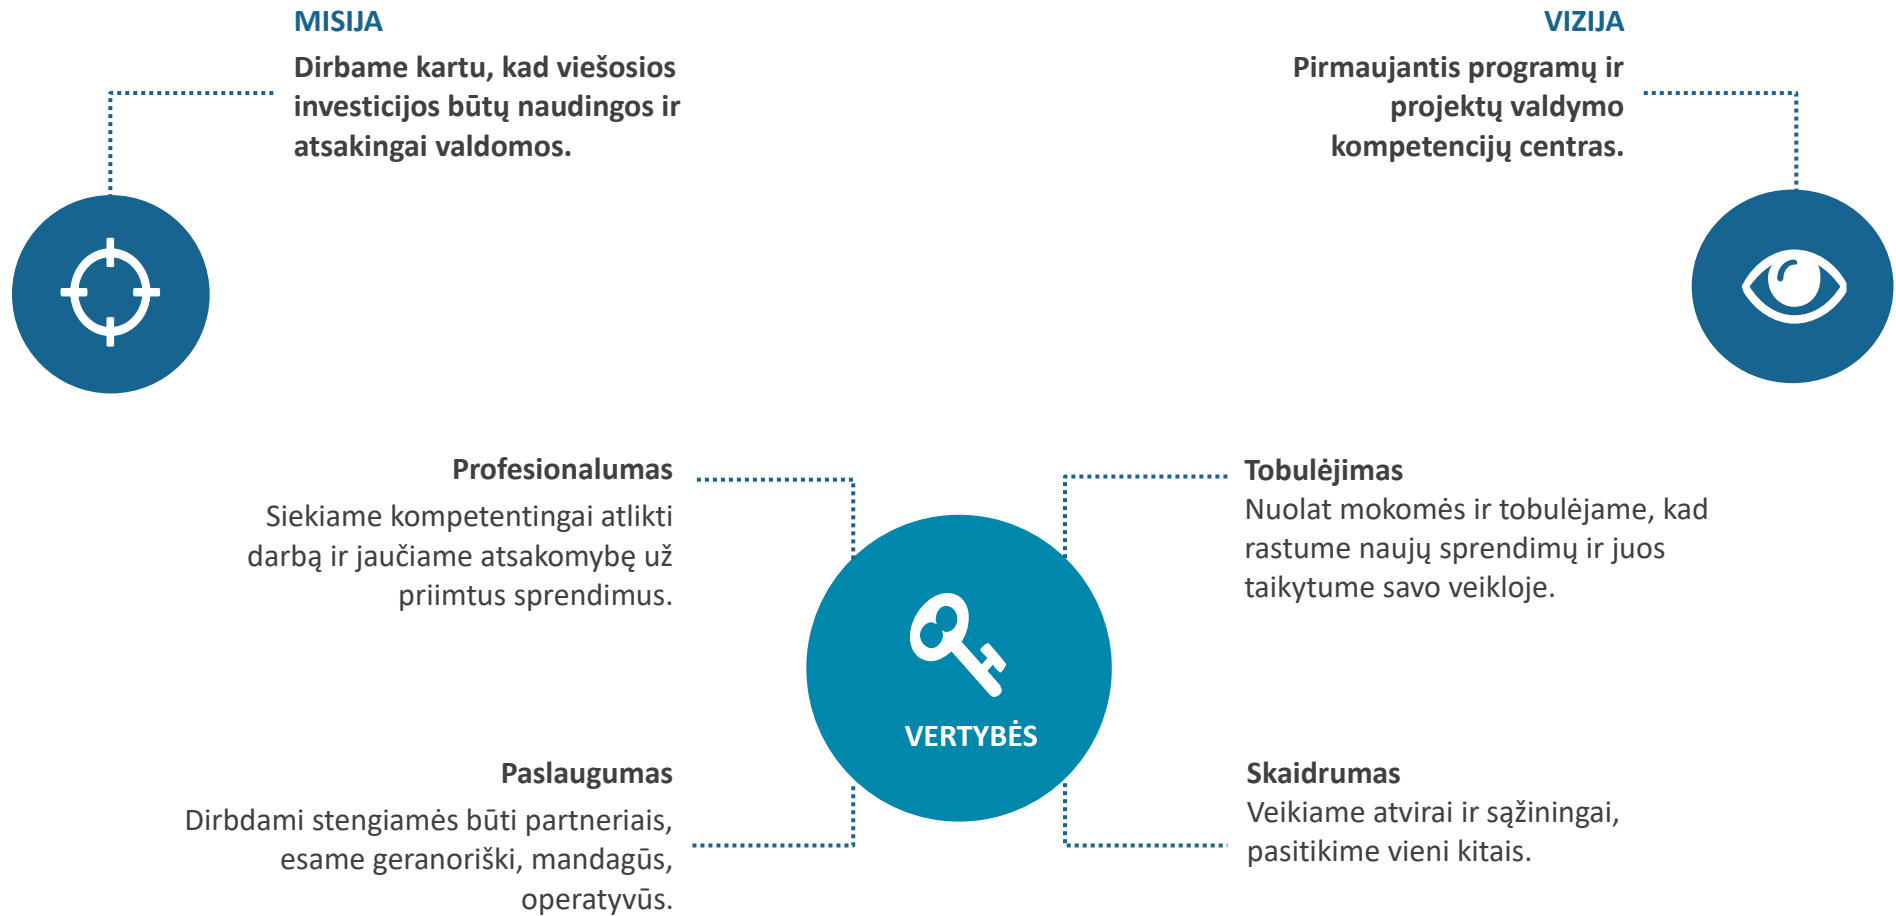 MISIJA
Dirbame kartu, kad viešosios
investicijos būtų naudingos ir
atsakingai valdomos.
VIZIJA
Pirmaujantis programų ir
projektų valdymo
kompetencijų centras.
Profesionalumas
Siekiame kompetentingai atlikti
darbą ir jaučiame atsakomybę už
priimtus sprendimus.
Tobulėjimas
Nuolat mokomės ir tobulėjame, kad
rastume naujų sprendimų ir juos
taikytume savo veikloje.
VERTYBĖS
Paslaugumas
Dirbdami stengiamės būti partneriais,
esame geranoriški, mandagūs,
operatyvūs.
Skaidrumas
Veikiame atvirai ir sąžiningai,
pasitikime vieni kitais.